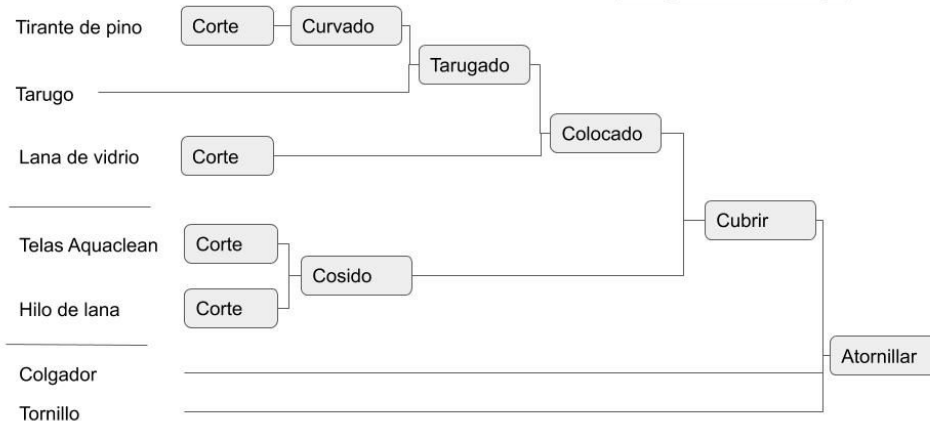 Tirante de pino Corte Curvado
Tarugado
Tarugo
Colocado
Lana de vidrio Corte
Cubrir
Telas Aquaclean Corte
Cosido
Hilo de lana Corte
Atornillar
Colgador
Tornillo